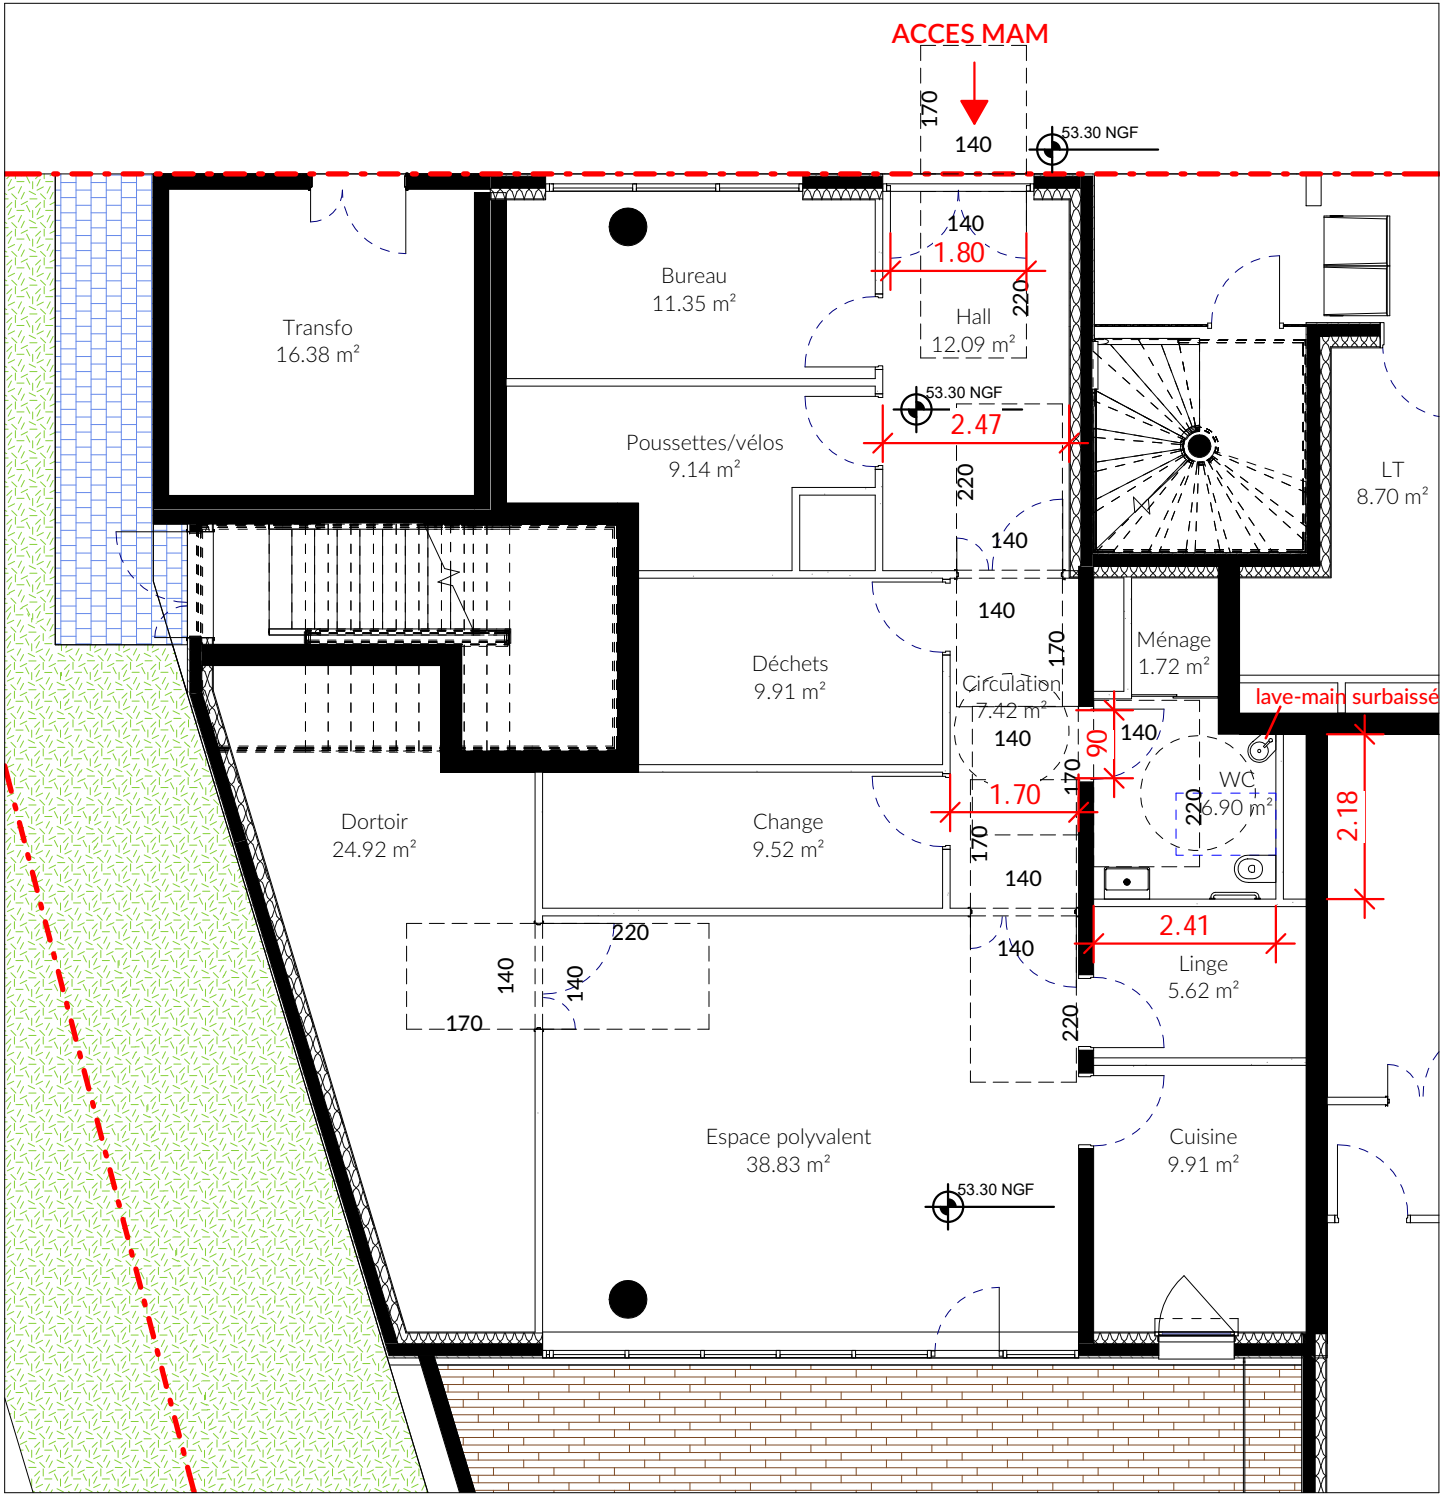 ACCES MAM
170
140
53.30 NGF
140
1.80
220
Bureau
11.35 m²
Hall
12.09 m²
Transfo
16.38 m²
53.30 NGF
2.47
Poussettes/vélos
9.14 m²
220
LT
8.70 m²
140
140
170
Ménage
1.72 m²
Déchets
9.91 m²
Circulation
7.42 m²
lave-main surbaissé
140
90
140
170
WC
6.90 m²
220
2.18
1.70
Dortoir
24.92 m²
Change
9.52 m²
170
140
220
140
2.41
140
140
170
Linge
5.62 m²
220
Espace polyvalent
38.83 m²
Cuisine
9.91 m²
53.30 NGF